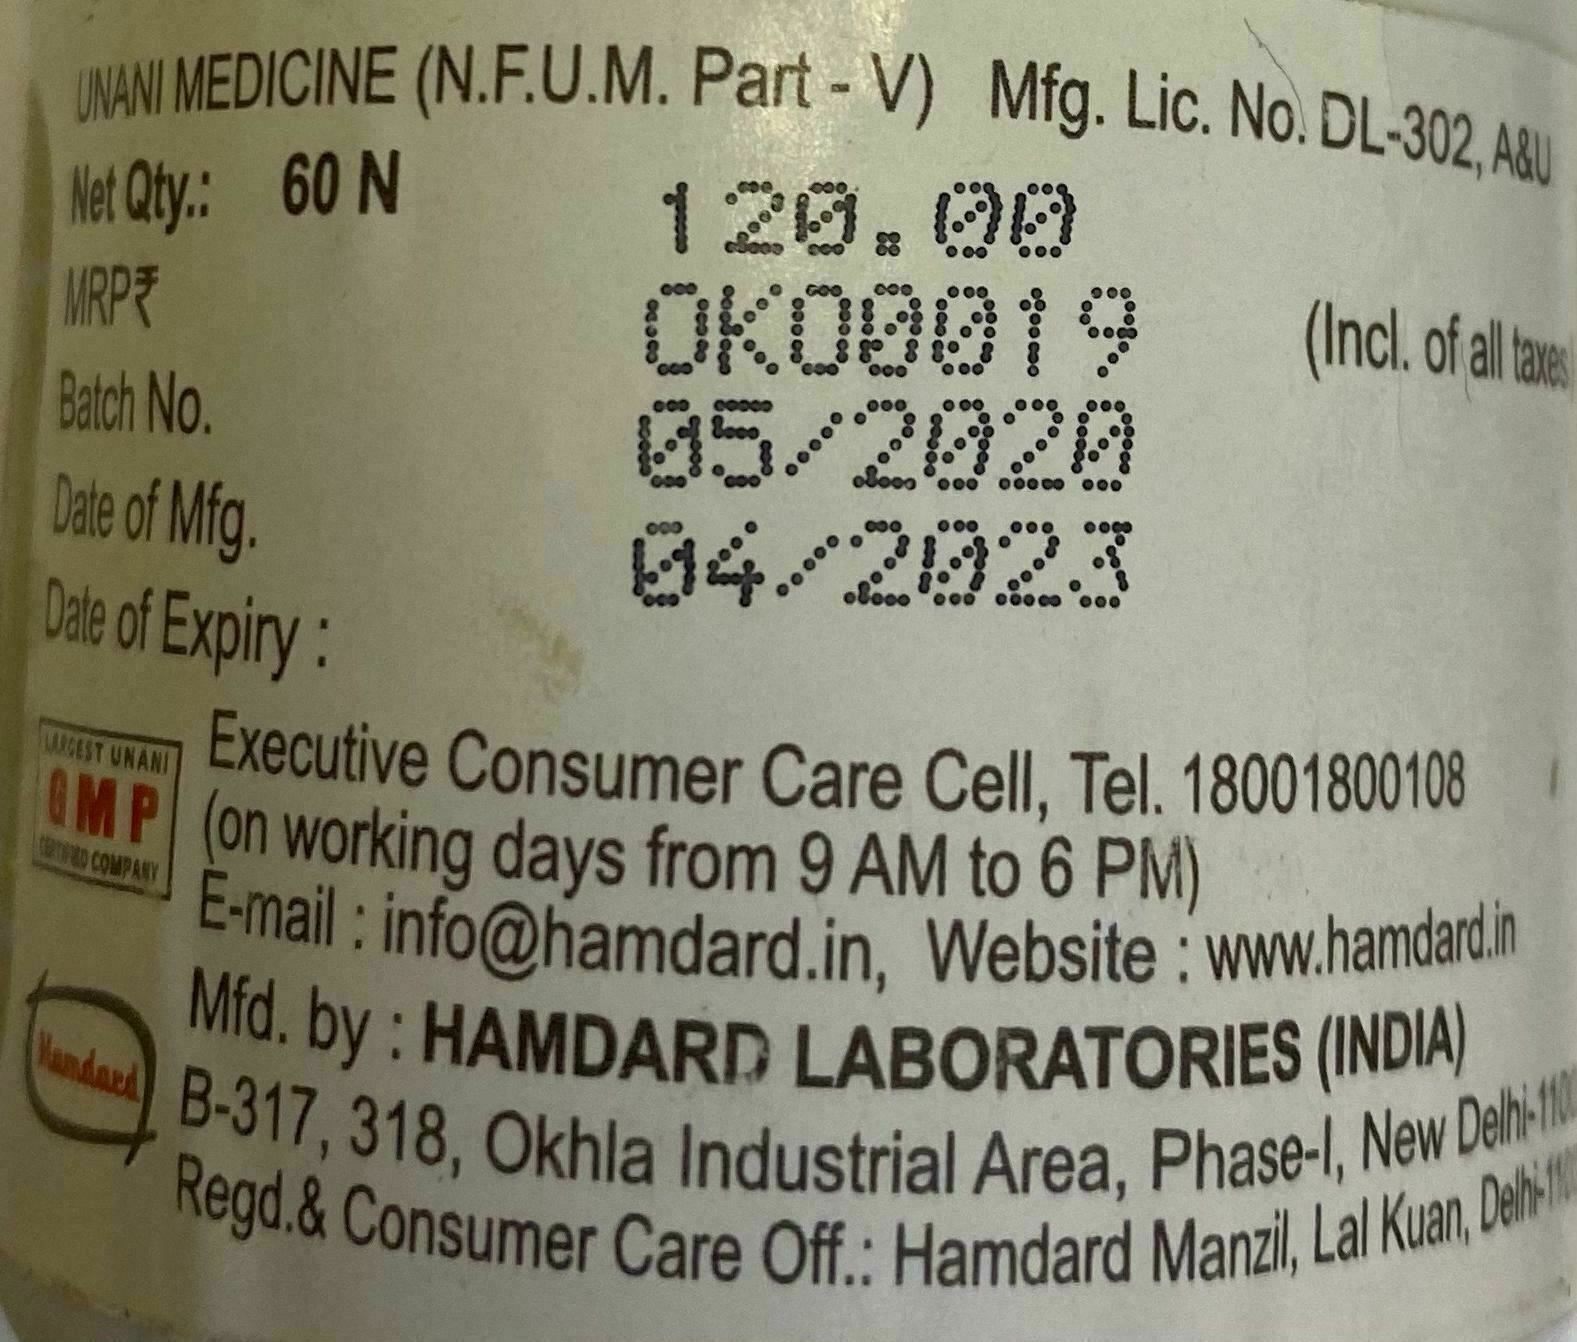 UNANI MEDICINE (N.F.U.M. Part - V) Mfg. Lic. No. DL-302, A&U
Net Qty.: 60 N
120.00
MRP₹
OK00019
(Incl. of all taxes
Batch No.
05/2020
Date of Mfg.
04/2023
Date of Expiry :
LARGEST UNANI
GMP
CERTIFIED COMPANY
Executive Consumer Care Cell, Tel. 18001800108
(on working days from 9 AM to 6 PM)
E-mail : info@hamdard.in, Website : www.hamdard.in
Hamdard
Mfd. by : HAMDARD LABORATORIES (INDIA)
B-317, 318, Okhla Industrial Area, Phase-I, New Delhi-
Regd.& Consumer Care Off.: Hamdard Manzil, Lal Kuan, Delhi-